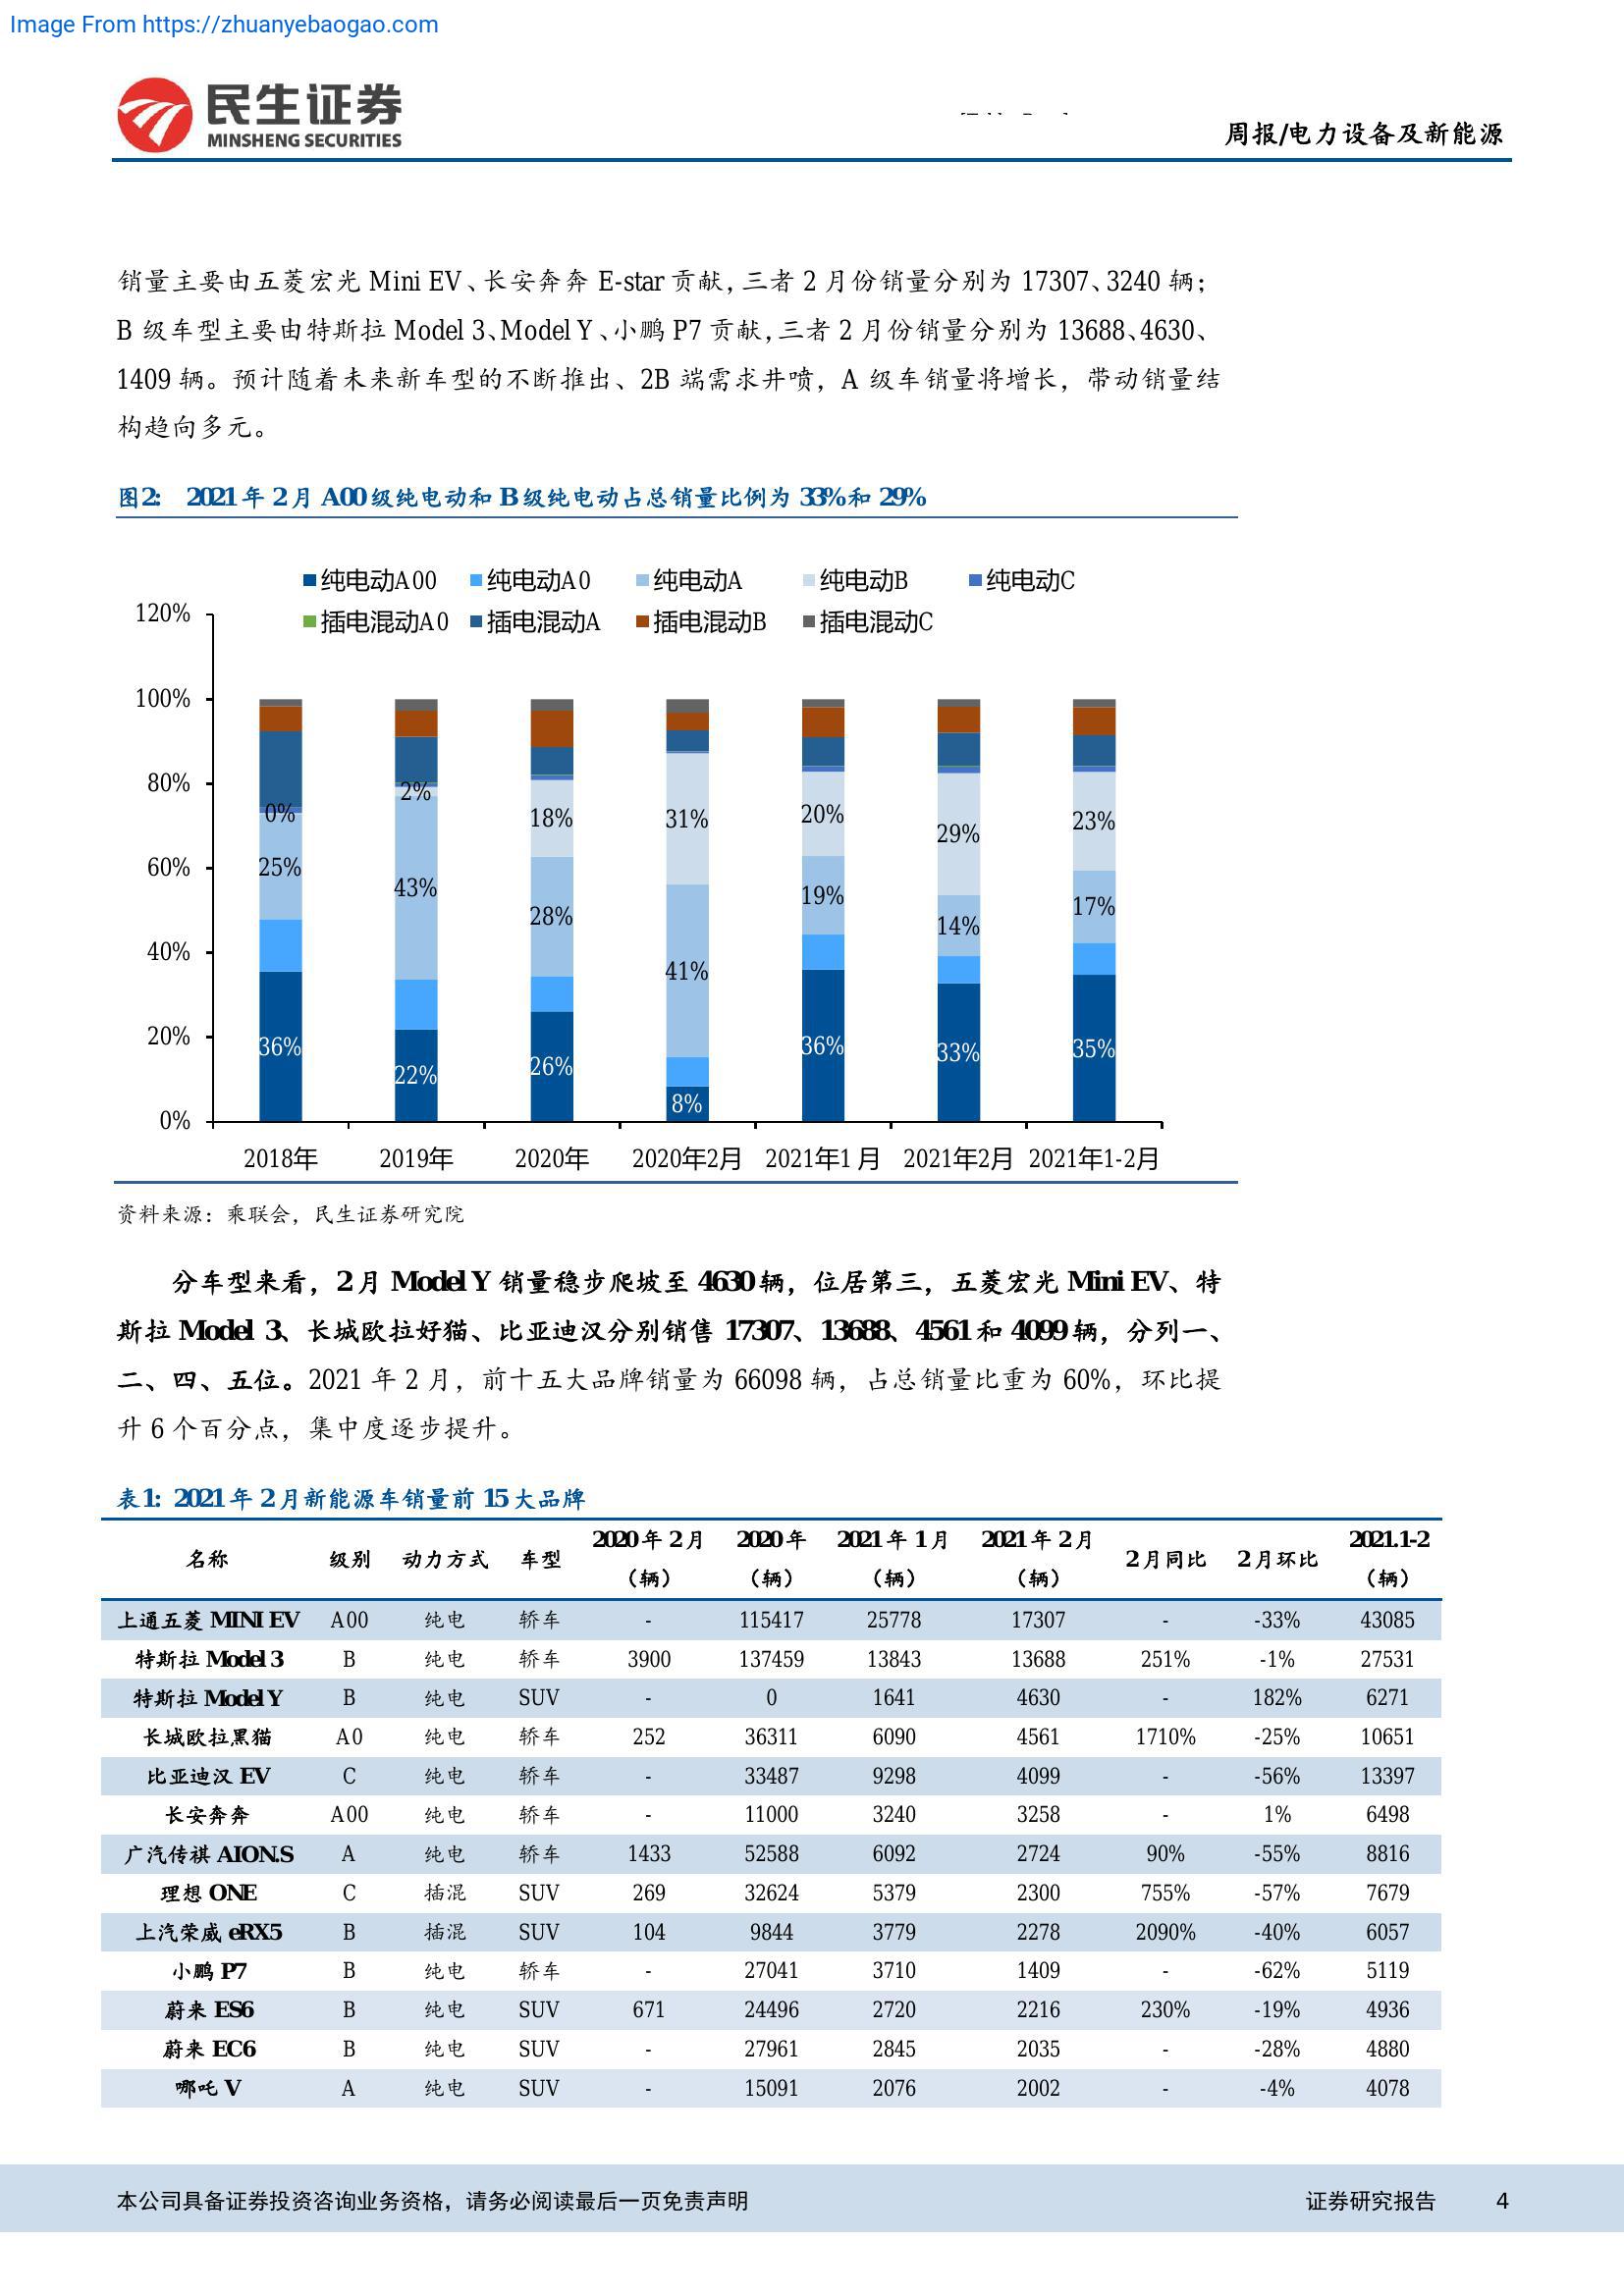 Image From https://zhuanyebaogao.com
民生证券
MINSHENG SECURITIES
周报/电力设备及新能源
销量主要由五菱宏光 Mini EV、长安奔奔 E-star 贡献，三者 2 月份销量分别为 17307、3240 辆；
B 级车型主要由特斯拉 Model 3、Model Y、小鹏 P7 贡献，三者 2 月份销量分别为 13688、4630、
1409 辆。预计随着未来新车型的不断推出、2B 端需求井喷，A 级车销量将增长，带动销量结
构趋向多元。
图2: 2021 年 2 月 A00 级纯电动和 B 级纯电动占总销量比例为 33%和 29%
纯电动A00 纯电动A0 纯电动A 纯电动B 纯电动C
插电混动A0 插电混动A 插电混动B 插电混动C
120%
100%
80%
60%
40%
20%
0%
0% 2% 18% 31% 20% 29% 23%
25% 43% 28% 41% 19% 14% 17%
36% 22% 26% 8% 36% 33% 35%
2018年 2019年 2020年 2020年2月 2021年1月 2021年2月 2021年1-2月
资料来源：乘联会，民生证券研究院
分车型来看，2 月 Model Y 销量稳步爬坡至 4630 辆，位居第三，五菱宏光 Mini EV、特
斯拉 Model 3、长城欧拉好猫、比亚迪汉分别销售 17307、13688、4561 和 4099 辆，分列一、
二、四、五位。2021 年 2 月，前十五大品牌销量为 66098 辆，占总销量比重为 60%，环比提
升 6 个百分点，集中度逐步提升。
表1: 2021 年 2 月新能源车销量前 15 大品牌
名称 级别 动力方式 车型 2020 年 2 月（辆） 2020 年（辆） 2021 年 1 月（辆） 2021 年 2 月（辆） 2 月同比 2 月环比 2021.1-2（辆）
上通五菱 MINI EV A00 纯电 轿车 - 115417 25778 17307 - -33% 43085
特斯拉 Model 3 B 纯电 轿车 3900 137459 13843 13688 251% -1% 27531
特斯拉 Model Y B 纯电 SUV - 0 1641 4630 - 182% 6271
长城欧拉黑猫 A0 纯电 轿车 252 36311 6090 4561 1710% -25% 10651
比亚迪汉 EV C 纯电 轿车 - 33487 9298 4099 - -56% 13397
长安奔奔 A00 纯电 轿车 - 11000 3240 3258 - 1% 6498
广汽传祺 AION.S A 纯电 轿车 1433 52588 6092 2724 90% -55% 8816
理想 ONE C 插混 SUV 269 32624 5379 2300 755% -57% 7679
上汽荣威 eRX5 B 插混 SUV 104 9844 3779 2278 2090% -40% 6057
小鹏 P7 B 纯电 轿车 - 27041 3710 1409 - -62% 5119
蔚来 ES6 B 纯电 SUV 671 24496 2720 2216 230% -19% 4936
蔚来 EC6 B 纯电 SUV - 27961 2845 2035 - -28% 4880
哪吒 V A 纯电 SUV - 15091 2076 2002 - -4% 4078
本公司具备证券投资咨询业务资格，请务必阅读最后一页免责声明 证券研究报告 4